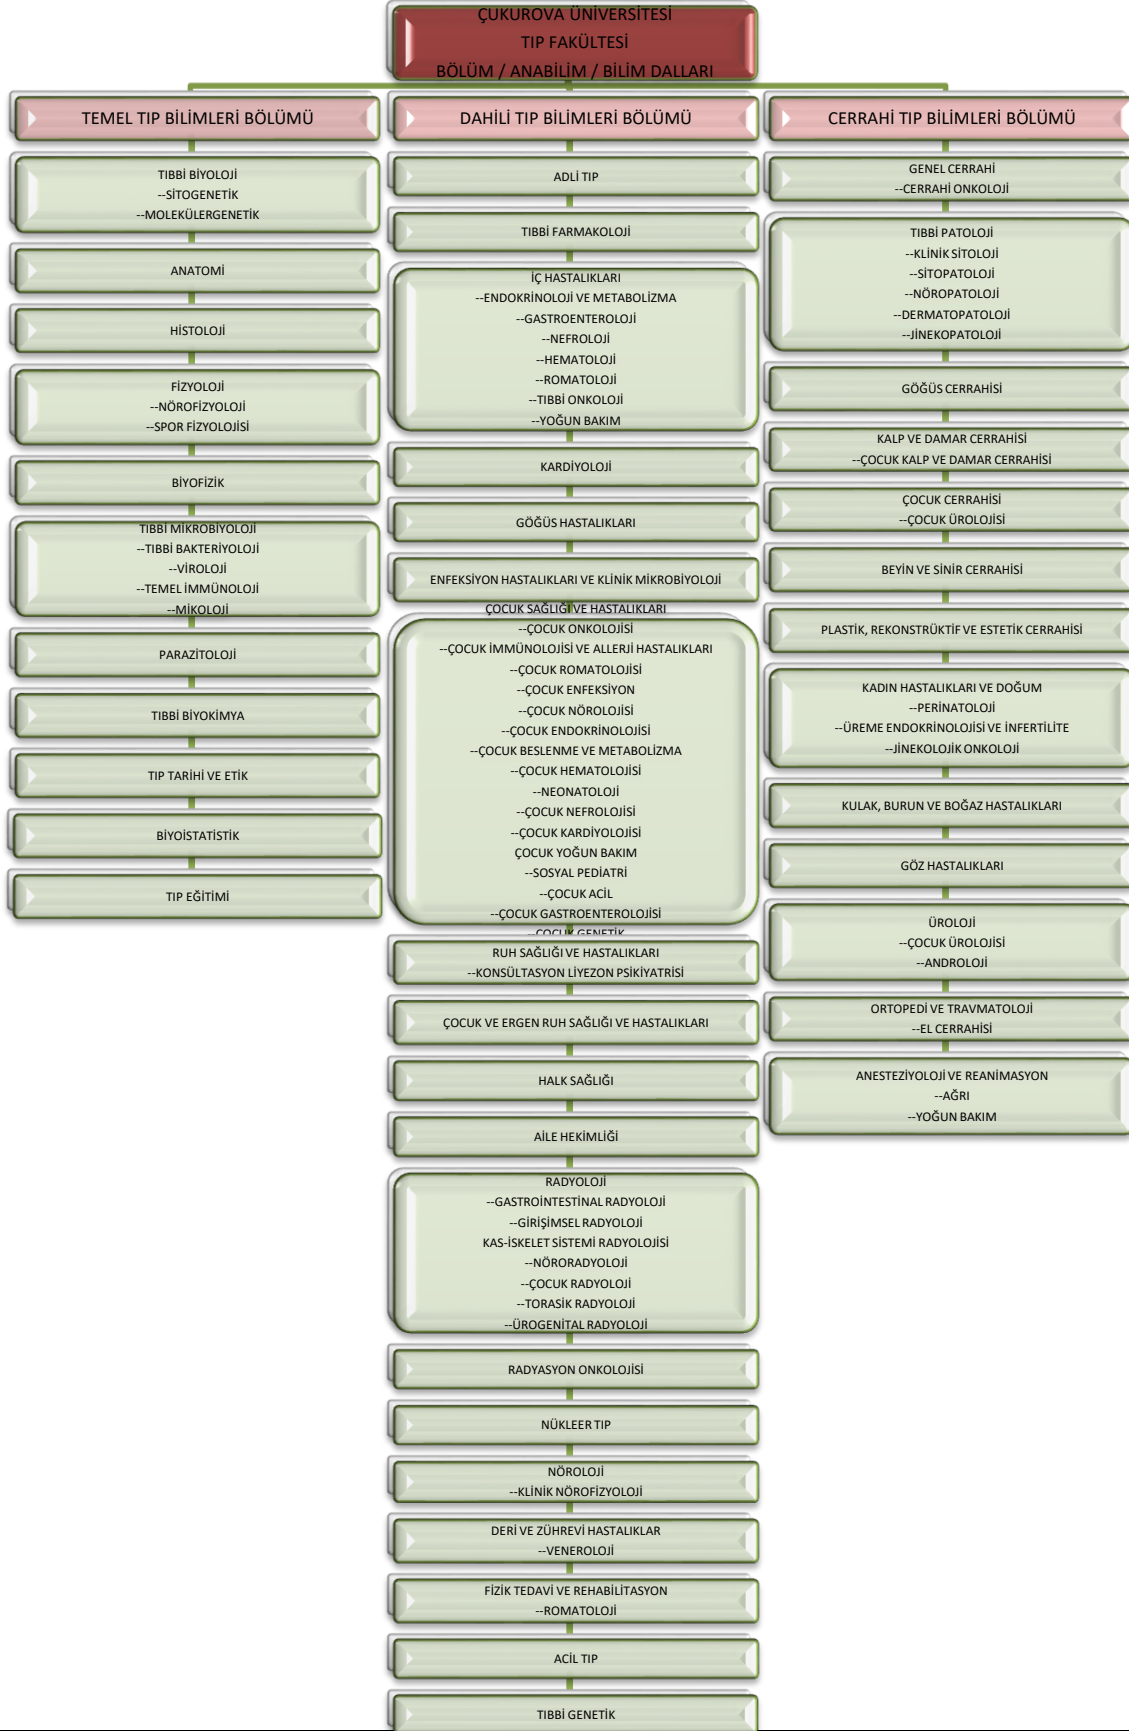 ÇUKUROVA ÜNİVERSİTESİ
TIP FAKÜLTESİ
BÖLÜM / ANABİLİM / BİLİM DALLARI
TEMEL TIP BİLİMLERİ BÖLÜMÜ
TIBBİ BİYOLOJİ
--SİTOGENETİK
--MOLEKÜLERGENETİK
ANATOMİ
HİSTOLOJİ
FİZYOLOJİ
--NÖROFİZYOLOJİ
--SPOR FİZYOLOJİSİ
BİYOFİZİK
TIBBİ MİKROBİYOLOJİ
--TIBBİ BAKTERİYOLOJİ
--VİROLOJİ
--TEMEL İMMÜNOLOJİ
--MİKOLOJİ
PARAZİTOLOJİ
TIBBİ BİYOKİMYA
TIP TARİHİ VE ETİK
BİYOİSTATİSTİK
TIP EĞİTİMİ
DAHİLİ TIP BİLİMLERİ BÖLÜMÜ
ADLİ TIP
TIBBİ FARMAKOLOJİ
İÇ HASTALIKLARI
--ENDOKRİNOLOJİ VE METABOLİZMA
--GASTROENTEROLOJİ
--NEFROLOJİ
--HEMATOLOJİ
--ROMATOLOJİ
--TIBBİ ONKOLOJİ
--YOĞUN BAKIM
KARDİYOLOJİ
GÖĞÜS HASTALIKLARI
ENFEKSİYON HASTALIKLARI VE KLİNİK MİKROBİYOLOJİ
ÇOCUK SAĞLIĞI VE HASTALIKLARI
--ÇOCUK ONKOLOJİSİ
--ÇOCUK İMMÜNOLOJİSİ VE ALLERJİ HASTALIKLARI
--ÇOCUK ROMATOLOJİSİ
--ÇOCUK ENFEKSİYON
--ÇOCUK NÖROLOJİSİ
--ÇOCUK ENDOKRİNOLOJİSİ
--ÇOCUK BESLENME VE METABOLİZMA
--ÇOCUK HEMATOLOJİSİ
--NEONATOLOJİ
--ÇOCUK NEFROLOJİSİ
--ÇOCUK KARDİYOLOJİSİ
ÇOCUK YOĞUN BAKIM
--SOSYAL PEDİATRİ
--ÇOCUK ACİL
--ÇOCUK GASTROENTEROLOJİSİ
--ÇOCUK GENETİK
RUH SAĞLIĞI VE HASTALIKLARI
--KONSÜLTASYON LİYEZON PSİKİYATRİSİ
ÇOCUK VE ERGEN RUH SAĞLIĞI VE HASTALIKLARI
HALK SAĞLIĞI
AİLE HEKİMLİĞİ
RADYOLOJİ
--GASTROİNTESTİNAL RADYOLOJİ
--GİRİŞİMSEL RADYOLOJİ
KAS-İSKELET SİSTEMİ RADYOLOJİSİ
--NÖRORADYOLOJİ
--ÇOCUK RADYOLOJİ
--TORASİK RADYOLOJİ
--ÜROGENİTAL RADYOLOJİ
RADYASYON ONKOLOJİSİ
NÜKLEER TIP
NÖROLOJİ
--KLİNİK NÖROFİZYOLOJİ
DERİ VE ZÜHREVİ HASTALIKLAR
--VENEROLOJİ
FİZİK TEDAVİ VE REHABİLİTASYON
--ROMATOLOJİ
ACİL TIP
TIBBİ GENETİK
CERRAHİ TIP BİLİMLERİ BÖLÜMÜ
GENEL CERRAHİ
--CERRAHİ ONKOLOJİ
TIBBİ PATOLOJİ
--KLİNİK SİTOLOJİ
--SİTOPATOLOJİ
--NÖROPATOLOJİ
--DERMATOPATOLOJİ
--JİNEKOPATOLOJİ
GÖĞÜS CERRAHİSİ
KALP VE DAMAR CERRAHİSİ
--ÇOCUK KALP VE DAMAR CERRAHİSİ
ÇOCUK CERRAHİSİ
--ÇOCUK ÜROLOJİSİ
BEYİN VE SİNİR CERRAHİSİ
PLASTİK, REKONSTRÜKTİF VE ESTETİK CERRAHİSİ
KADIN HASTALIKLARI VE DOĞUM
--PERİNATOLOJİ
--ÜREME ENDOKRİNOLOJİSİ VE İNFERTİLİTE
--JİNEKOLOJİK ONKOLOJİ
KULAK, BURUN VE BOĞAZ HASTALIKLARI
GÖZ HASTALIKLARI
ÜROLOJİ
--ÇOCUK ÜROLOJİSİ
--ANDROLOJİ
ORTOPEDİ VE TRAVMATOLOJİ
--EL CERRAHİSİ
ANESTEZİYOLOJİ VE REANİMASYON
--AĞRI
--YOĞUN BAKIM